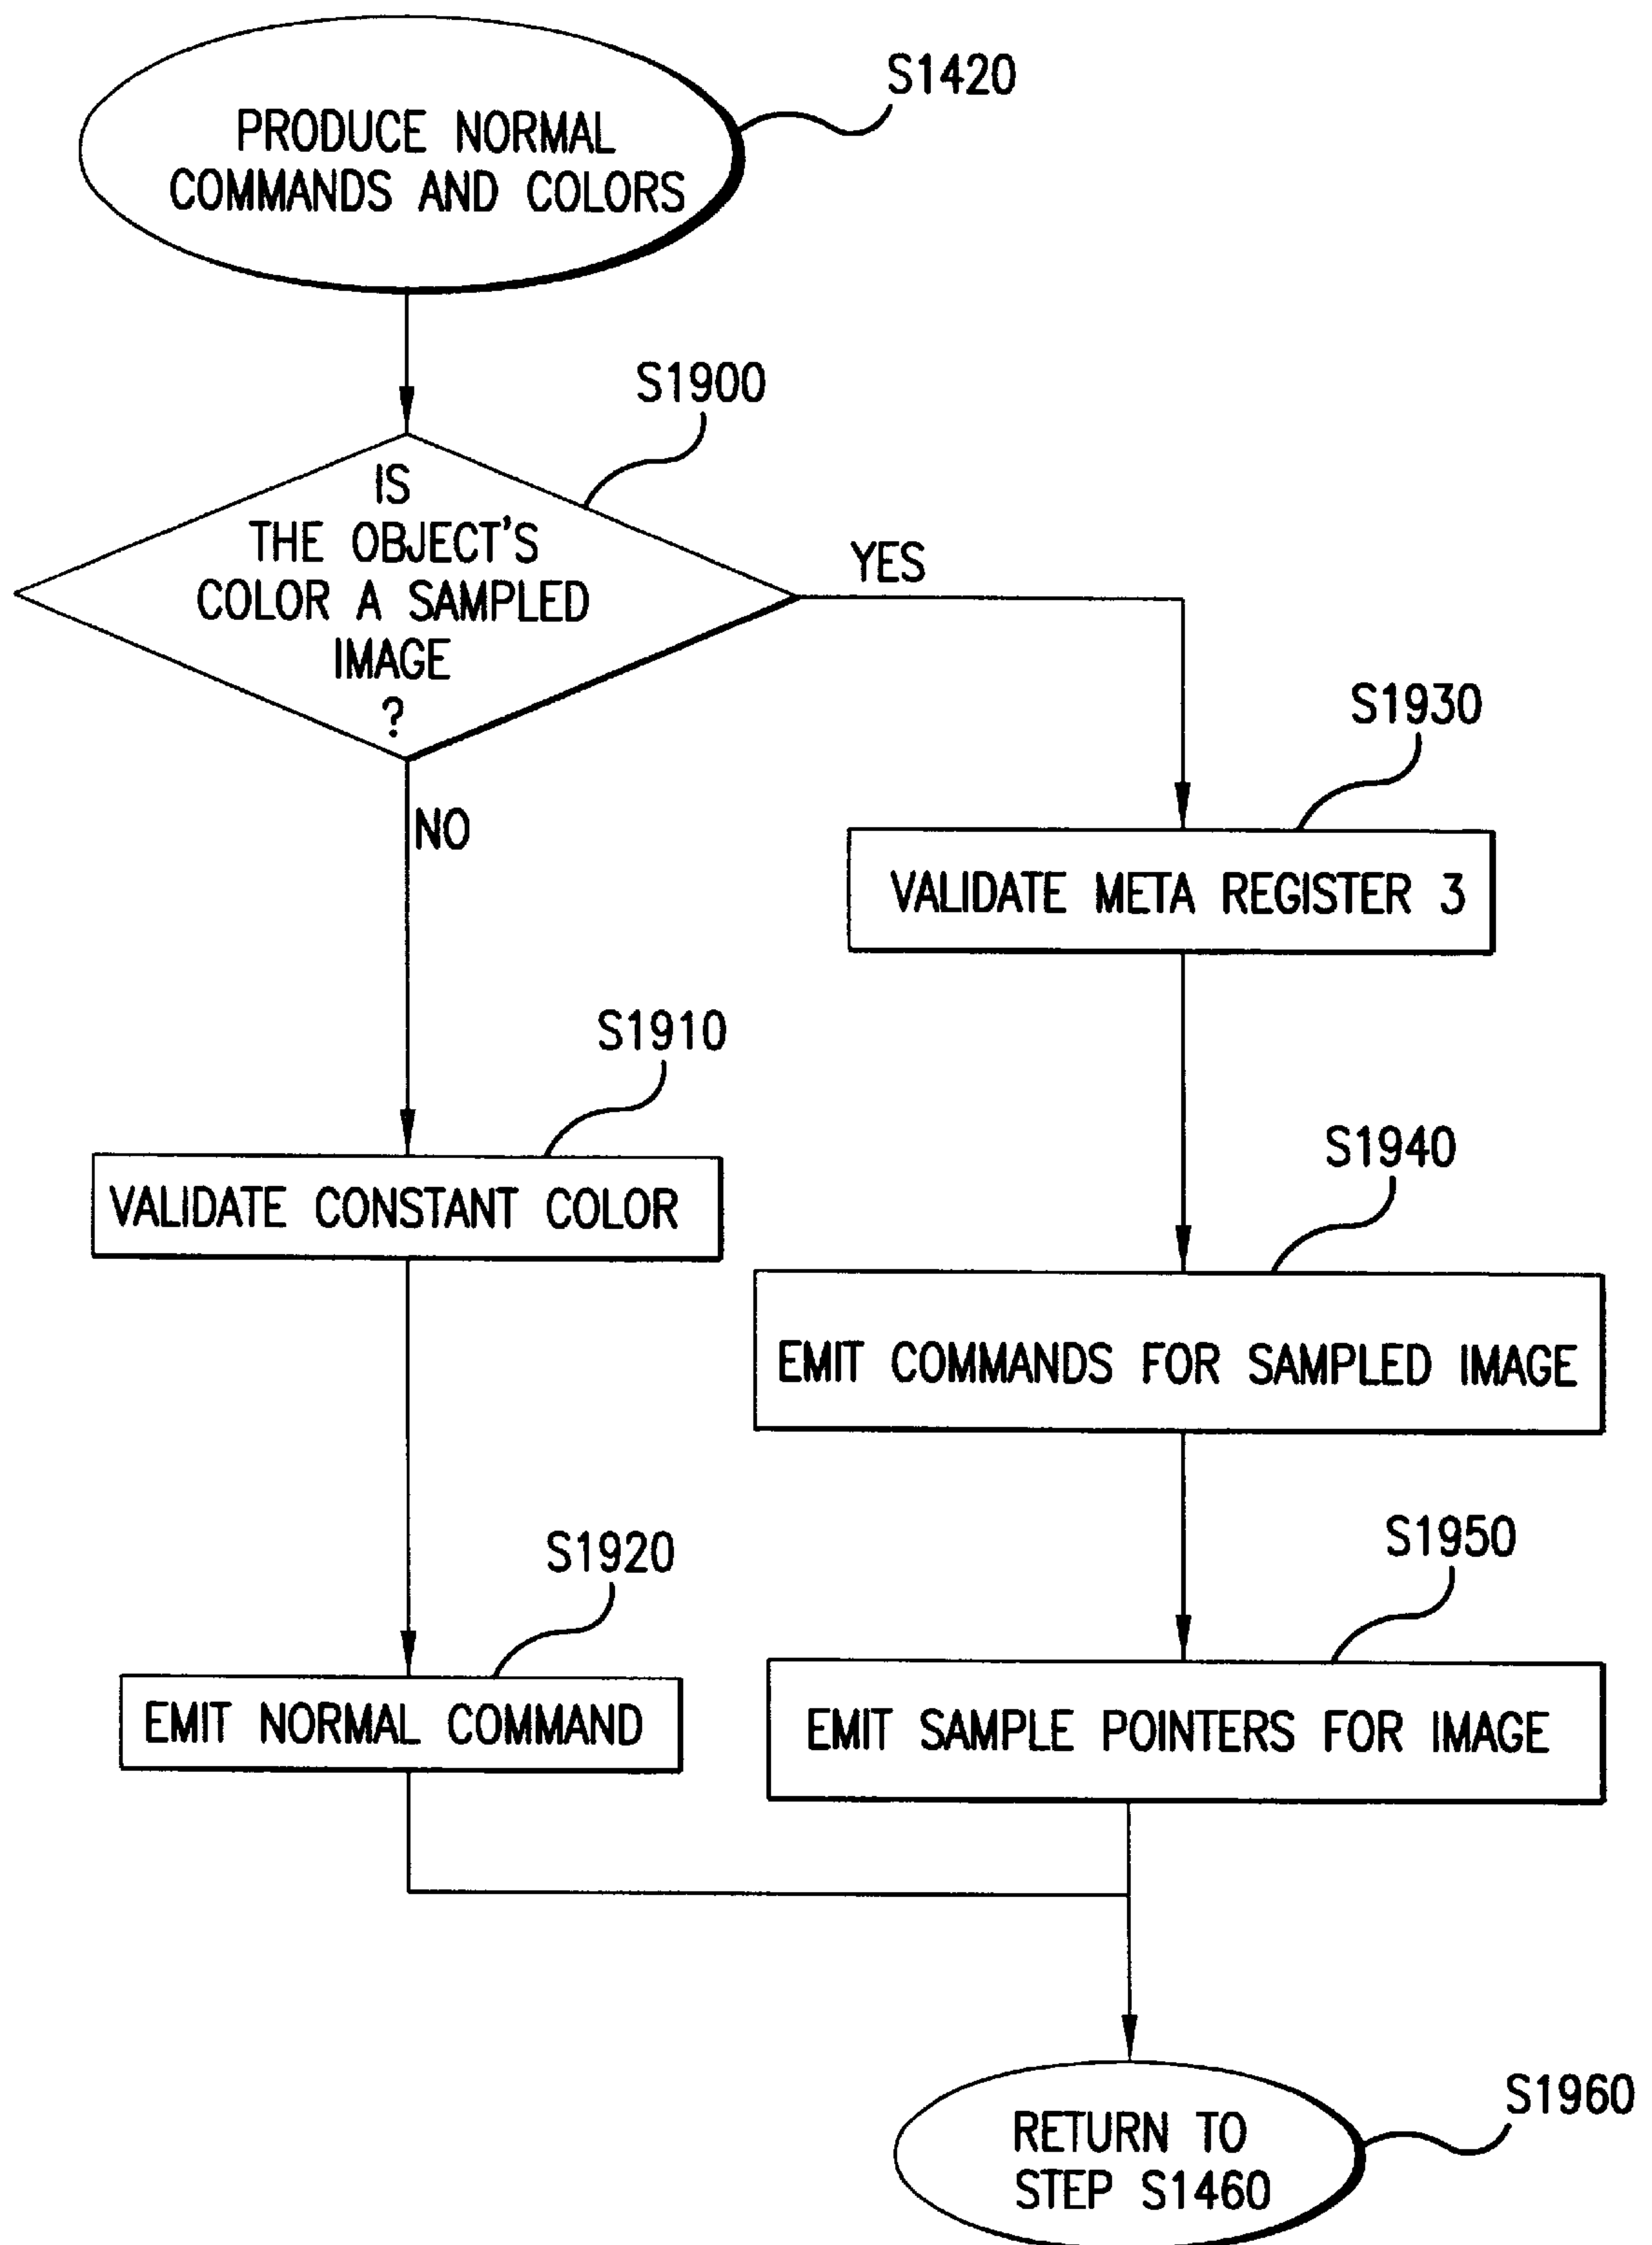 S1420
PRODUCE NORMAL
COMMANDS AND COLORS
S1900
IS
THE OBJECT'S
COLOR A SAMPLED
IMAGE
?
YES
NO
S1930
VALIDATE META REGISTER 3
S1910
VALIDATE CONSTANT COLOR
S1940
EMIT COMMANDS FOR SAMPLED IMAGE
S1920
EMIT NORMAL COMMAND
S1950
EMIT SAMPLE POINTERS FOR IMAGE
S1960
RETURN TO
STEP S1460